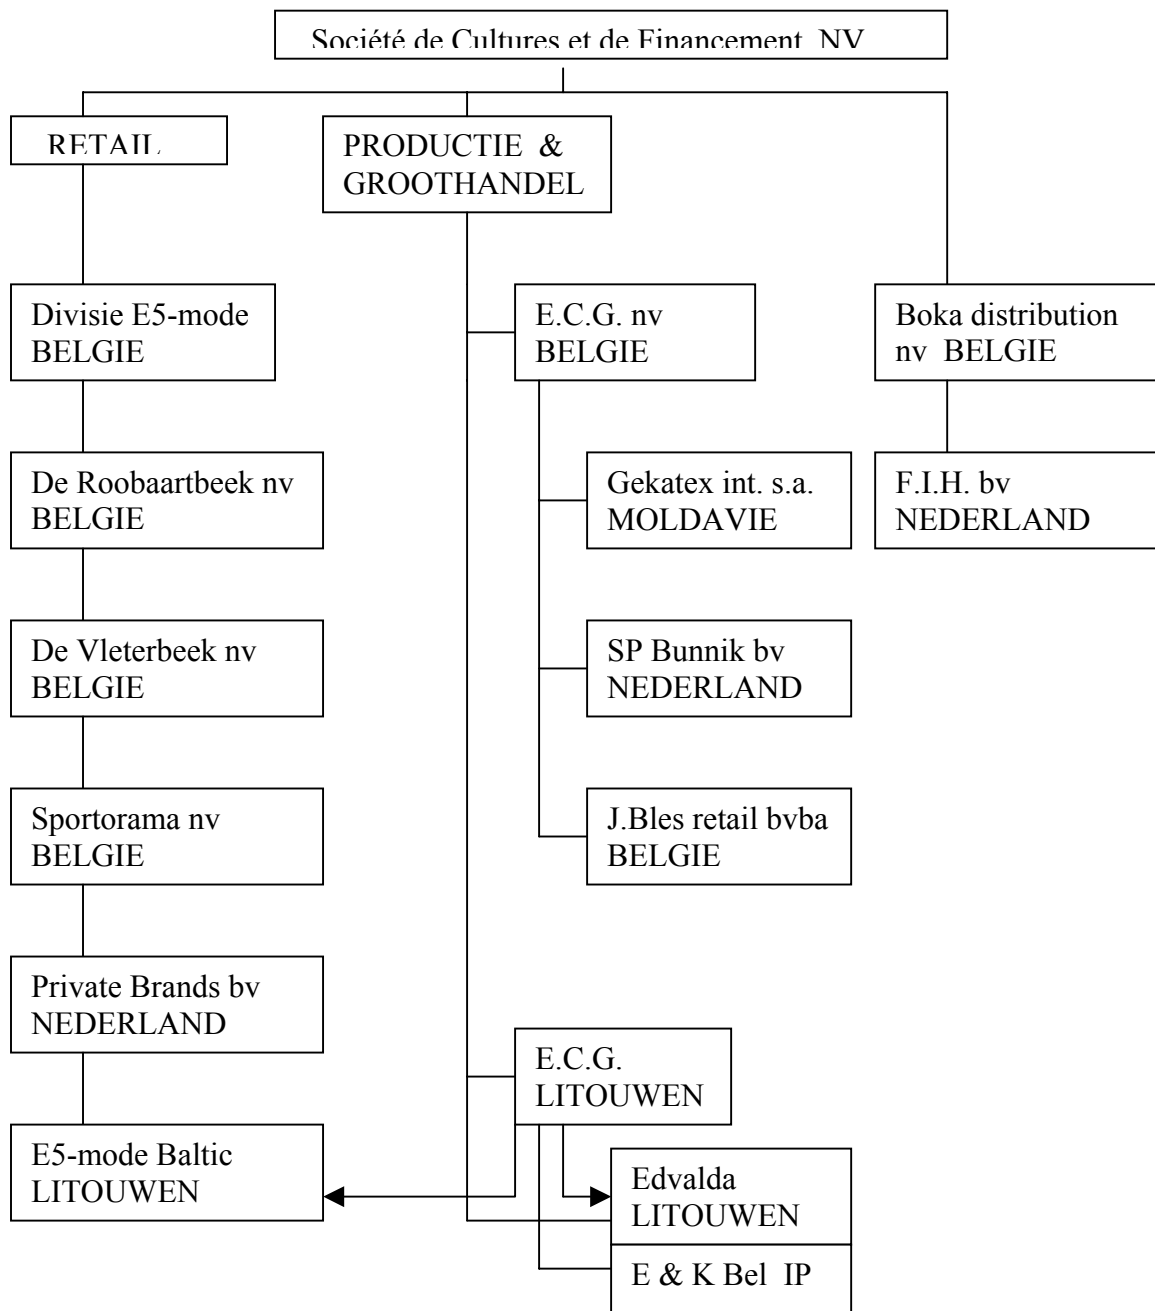 Société de Cultures et de Financement NV
RETAIL
PRODUCTIE &
GROOTHANDEL
Divisie E5-mode
BELGIE
E.C.G. nv
BELGIE
Boka distribution
nv BELGIE
De Roobaartbeek nv
BELGIE
Gekatex int. s.a.
MOLDAVIE
F.I.H. bv
NEDERLAND
De Vleterbeek nv
BELGIE
SP Bunnik bv
NEDERLAND
Sportorama nv
BELGIE
J.Bles retail bvba
BELGIE
Private Brands bv
NEDERLAND
E.C.G.
LITOUWEN
E5-mode Baltic
LITOUWEN
Edvalda
LITOUWEN
E & K Bel IP